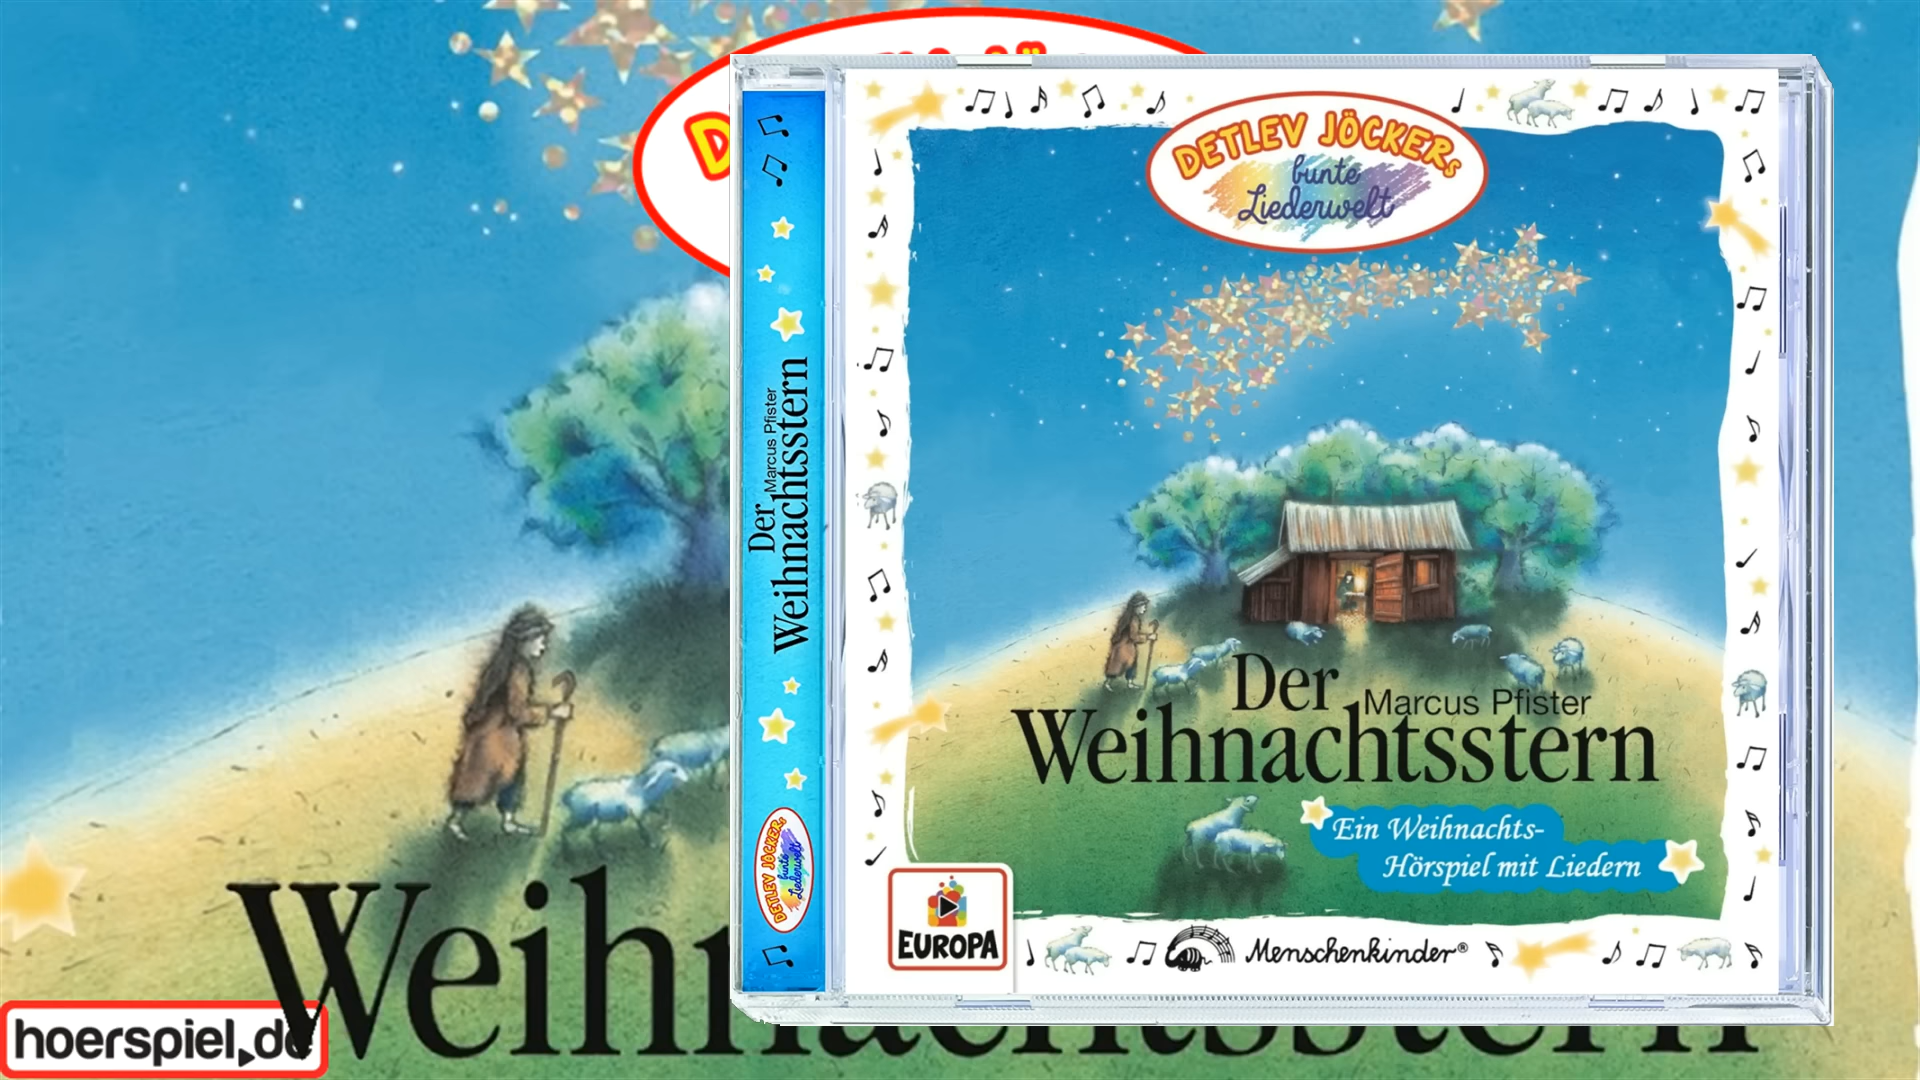 DETLEV JÖCKERs
bunte
Liederwelt
Der
Marcus Pfister
Weihnachtsstern
Ein Weihnachts-
Hörspiel mit Liedern
EUROPA
Menschenkinder®
Der
Marcus Pfister
Weihnachtsstern
DETLEV JÖCKERs
bunte
Liederwelt
Weihnachtsstern
hoerspiel.de